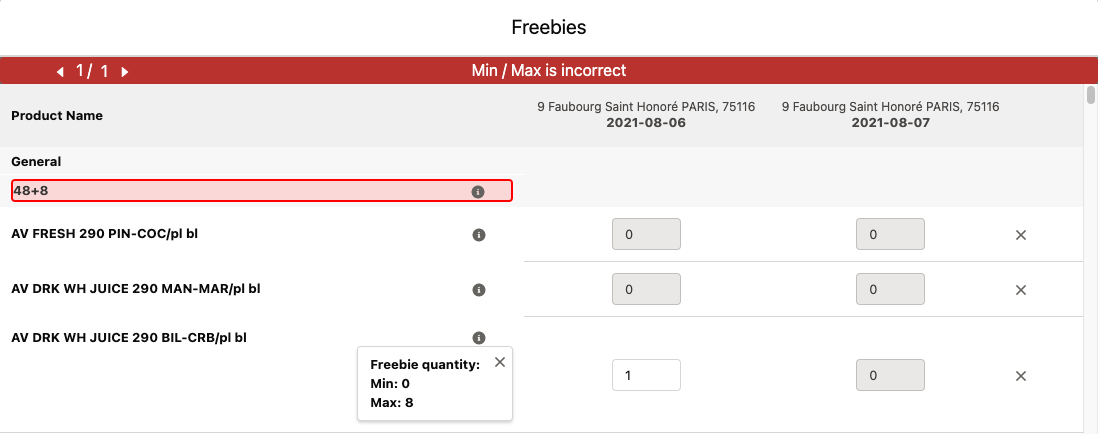 Freebies
1 / 1
Min / Max is incorrect
Product Name
9 Faubourg Saint Honoré PARIS, 75116
2021-08-06
9 Faubourg Saint Honoré PARIS, 75116
2021-08-07
General
48+8
AV FRESH 290 PIN-COC/pl bl
0
0
AV DRK WH JUICE 290 MAN-MAR/pl bl
0
0
AV DRK WH JUICE 290 BIL-CRB/pl bl
Freebie quantity:
Min: 0
Max: 8
1
0